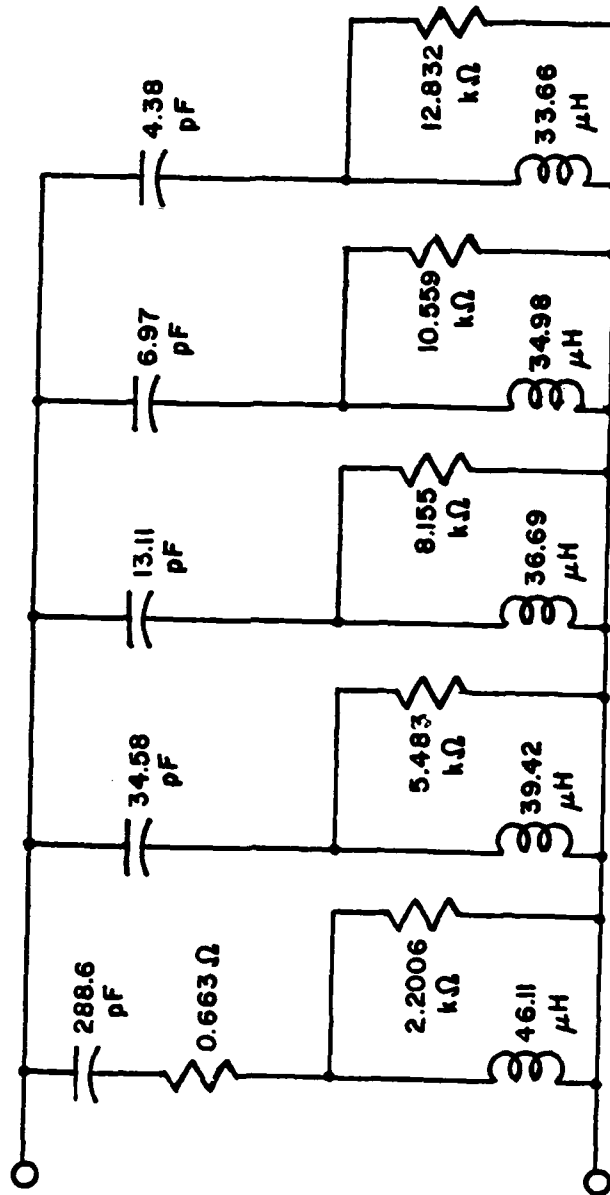 288.6
pF
0.663 Ω
2.2006
kΩ
46.11
μH
34.58
pF
5.483
kΩ
39.42
μH
13.11
pF
8.155
kΩ
36.69
μH
6.97
pF
10.559
kΩ
34.98
μH
4.38
pF
12.832
kΩ
33.66
μH